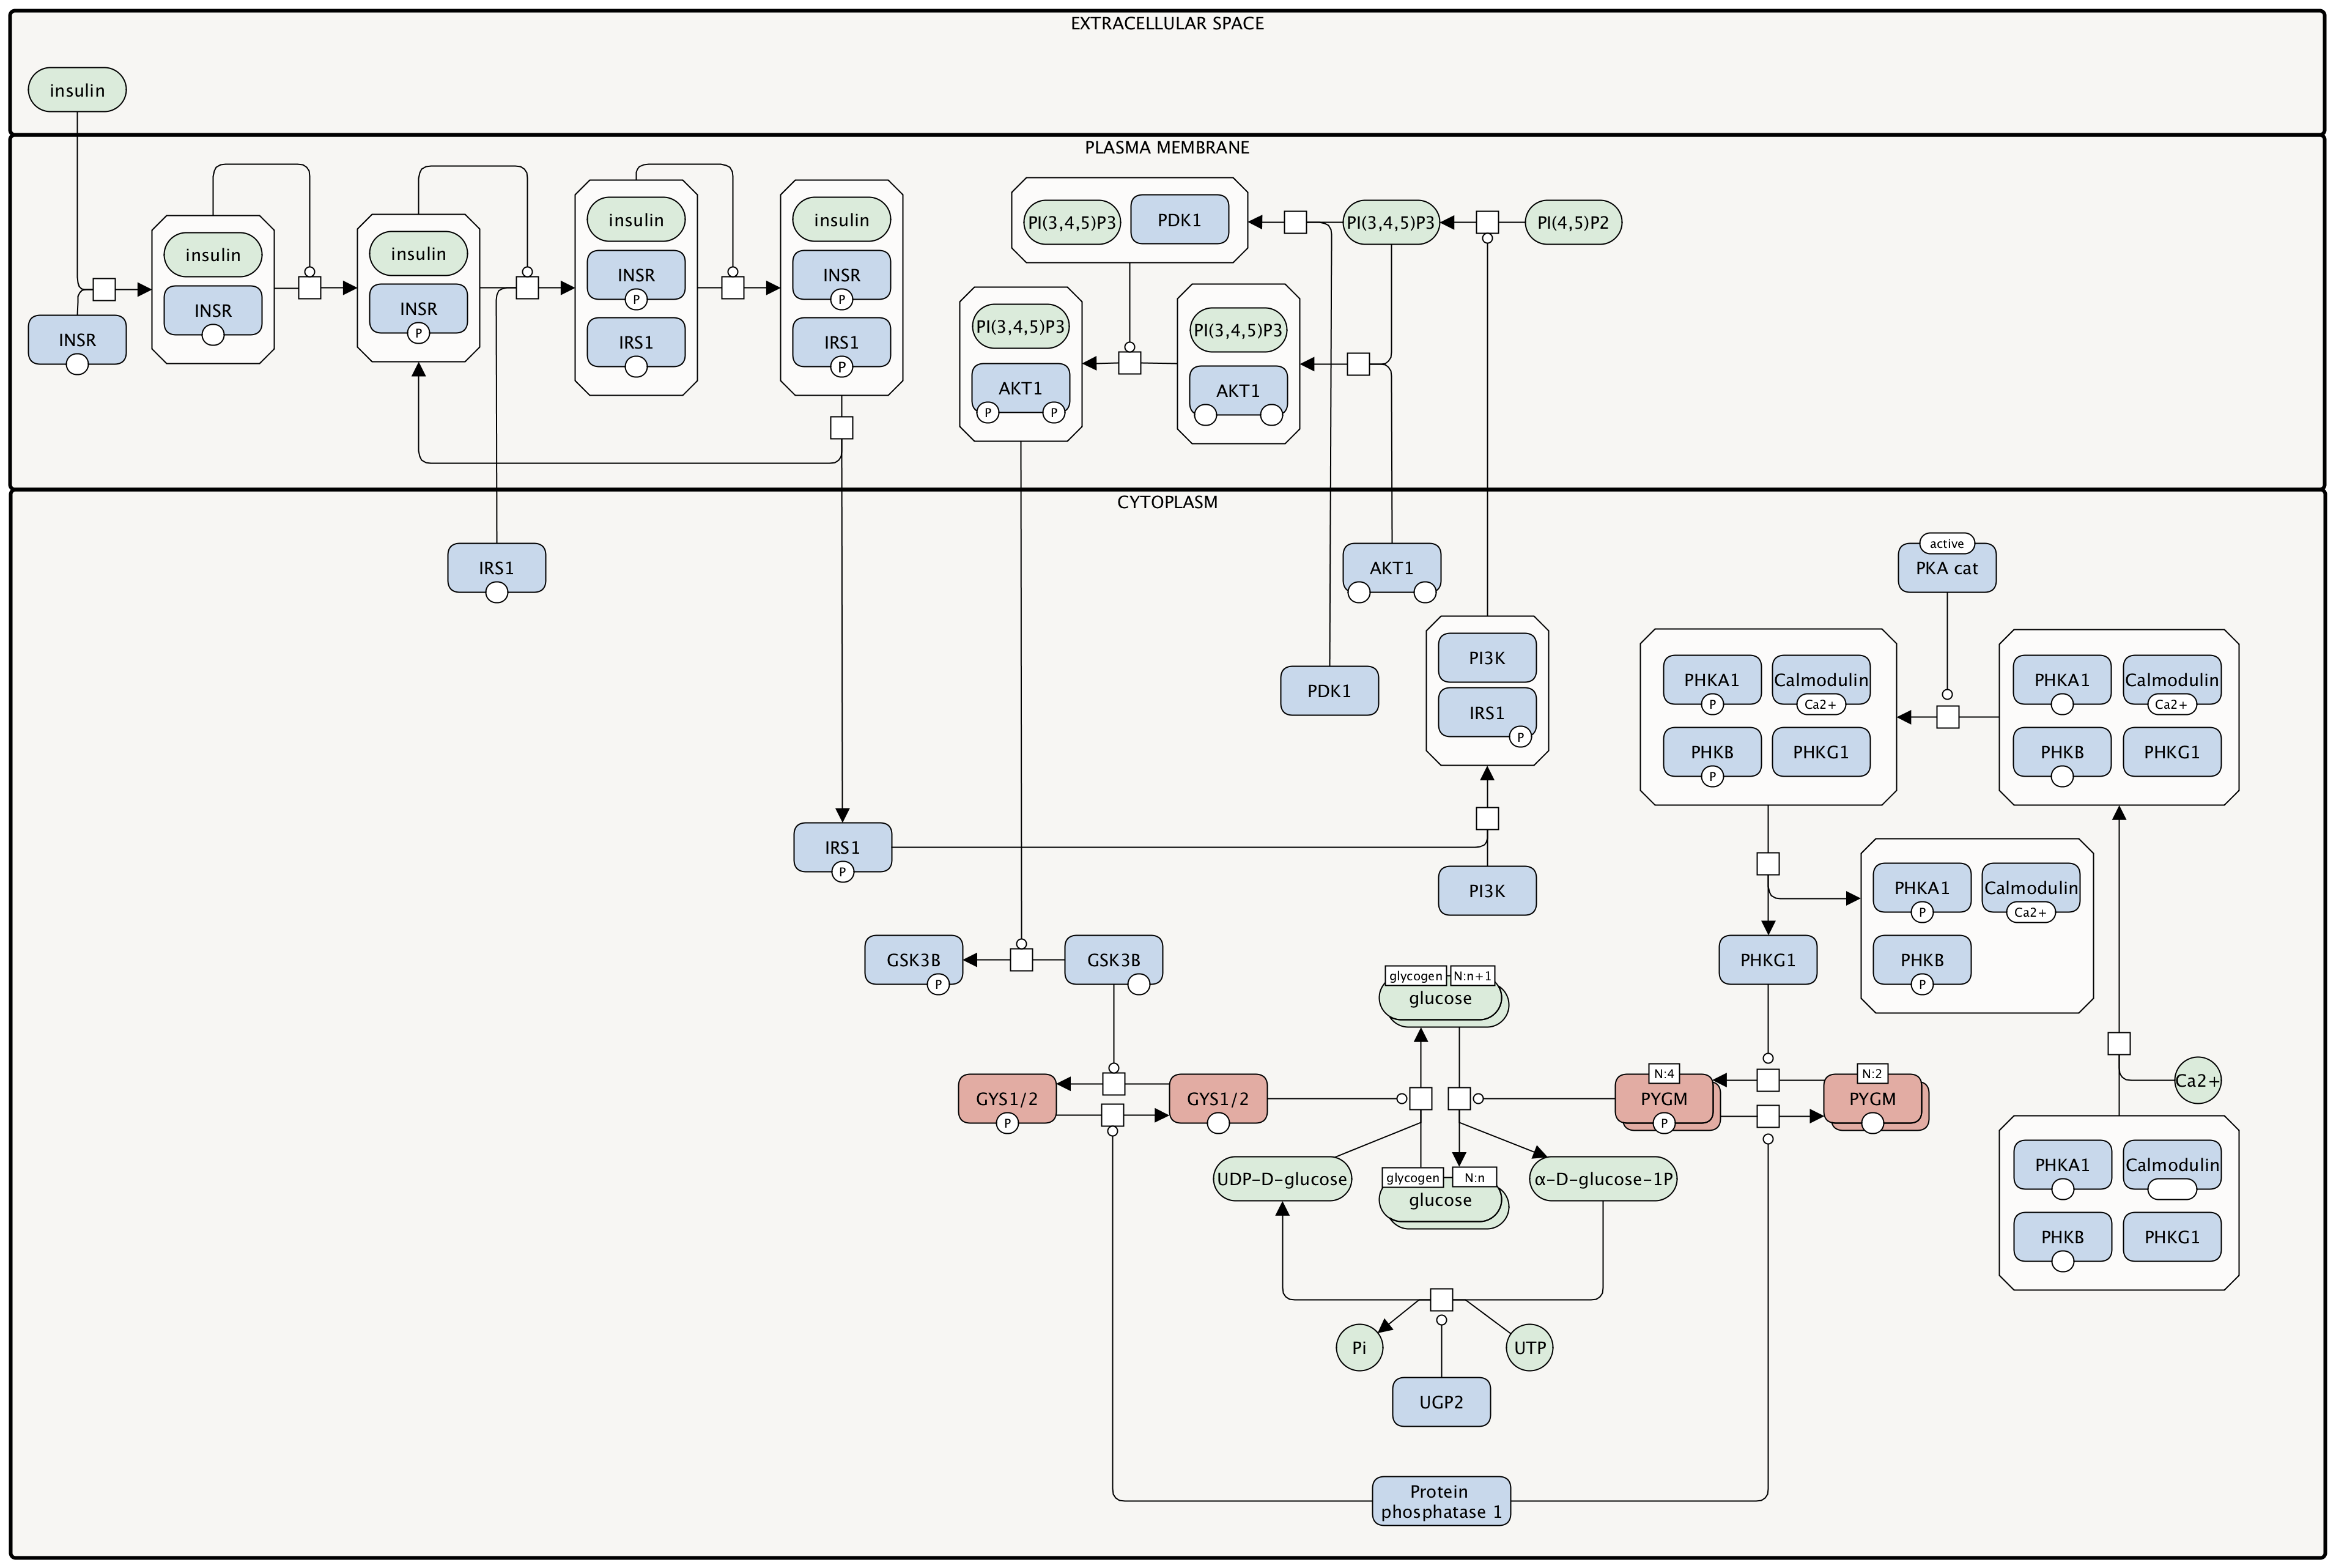 EXTRACELLULAR SPACE
insulin
PLASMA MEMBRANE
insulin
INSR
insulin
INSR
P
insulin
INSR
P
IRS1
insulin
INSR
P
IRS1
P
INSR
PI(3,4,5)P3
PDK1
PI(3,4,5)P3
PI(4,5)P2
PI(3,4,5)P3
AKT1
P
P
PI(3,4,5)P3
AKT1
CYTOPLASM
IRS1
AKT1
active
PKA cat
PDK1
PI3K
IRS1
P
PHKA1
P
Calmodulin
Ca2+
PHKB
P
PHKG1
PHKA1
Calmodulin
Ca2+
PHKB
PHKG1
IRS1
P
PI3K
PHKA1
P
Calmodulin
Ca2+
PHKB
P
GSK3B
P
GSK3B
PHKG1
glycogen
N:n+1
glucose
GYS1/2
P
GYS1/2
N:4
PYGM
P
N:2
PYGM
Ca2+
UDP-D-glucose
glycogen
N:n
glucose
α-D-glucose-1P
PHKA1
Calmodulin
PHKB
PHKG1
Pi
UTP
UGP2
Protein
phosphatase 1